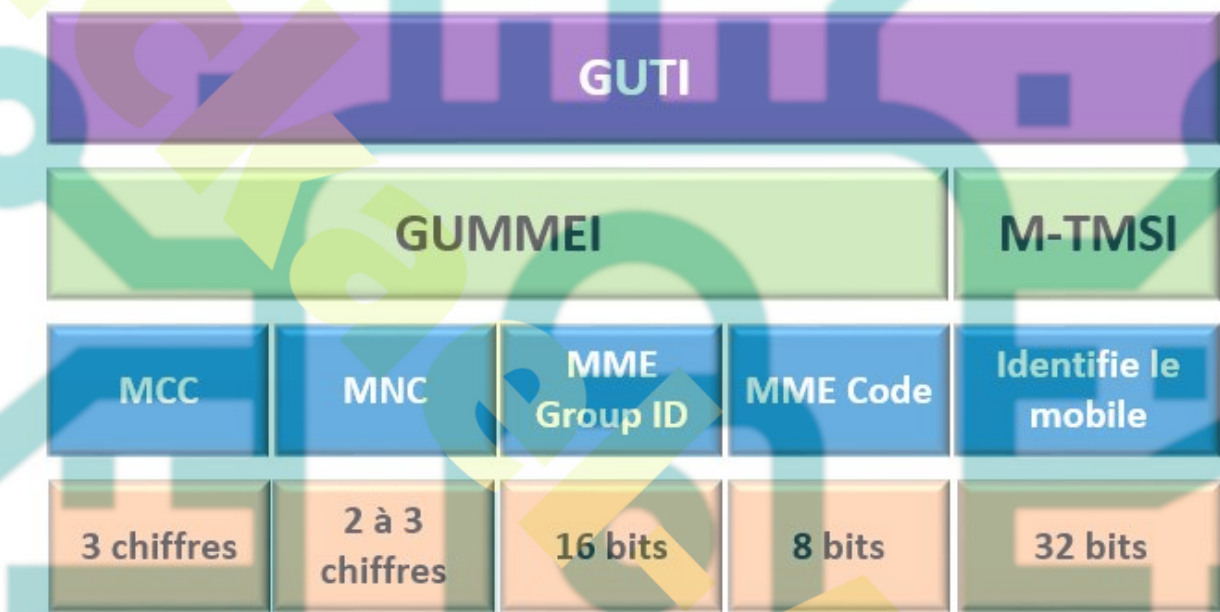 GUTI
GUMMEI
M-TMSI
MCC
MNC
MME
Group ID
MME Code
Identifie le
mobile
3 chiffres
2 à 3
chiffres
16 bits
8 bits
32 bits